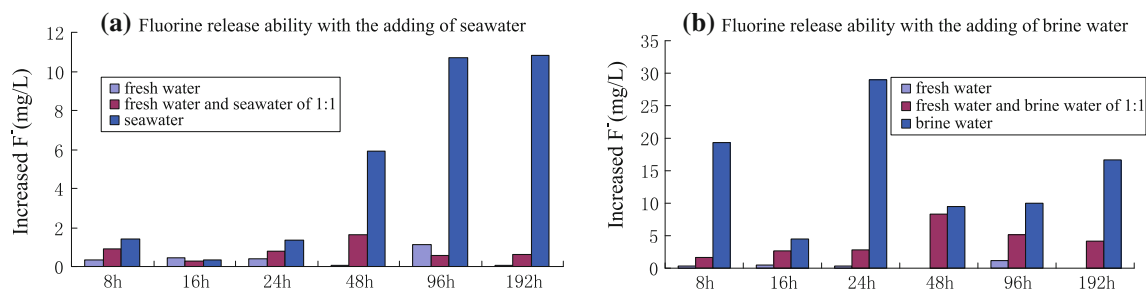 (a) Fluorine release ability with the adding of seawater
Increased F⁻(mg/L)
12
10
8
6
4
2
0
fresh water
fresh water and seawater of 1:1
seawater
8h 16h 24h 48h 96h 192h
(b) Fluorine release ability with the adding of brine water
Increased F⁻(mg/L)
35
30
25
20
15
10
5
0
fresh water
fresh water and brine water of 1:1
brine water
8h 16h 24h 48h 96h 192h